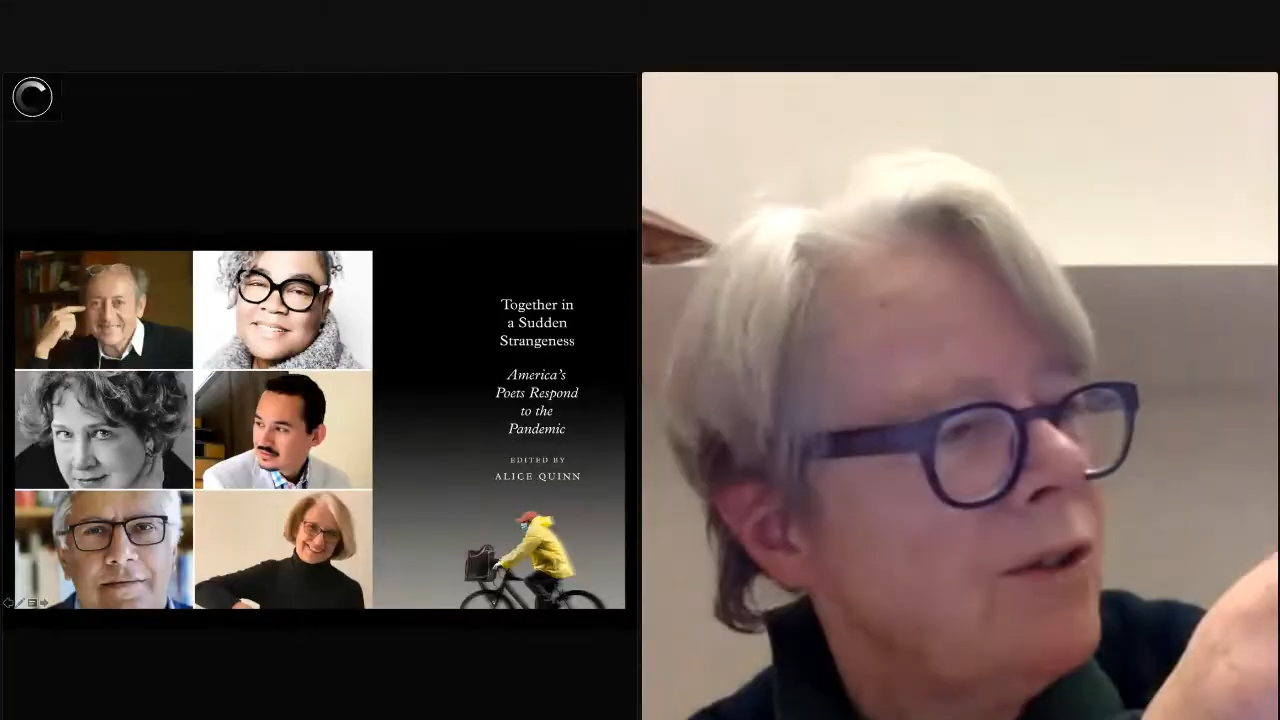 Together in
a Sudden
Strangeness
America's
Poets Respond
to the
Pandemic
EDITED BY
ALICE QUINN